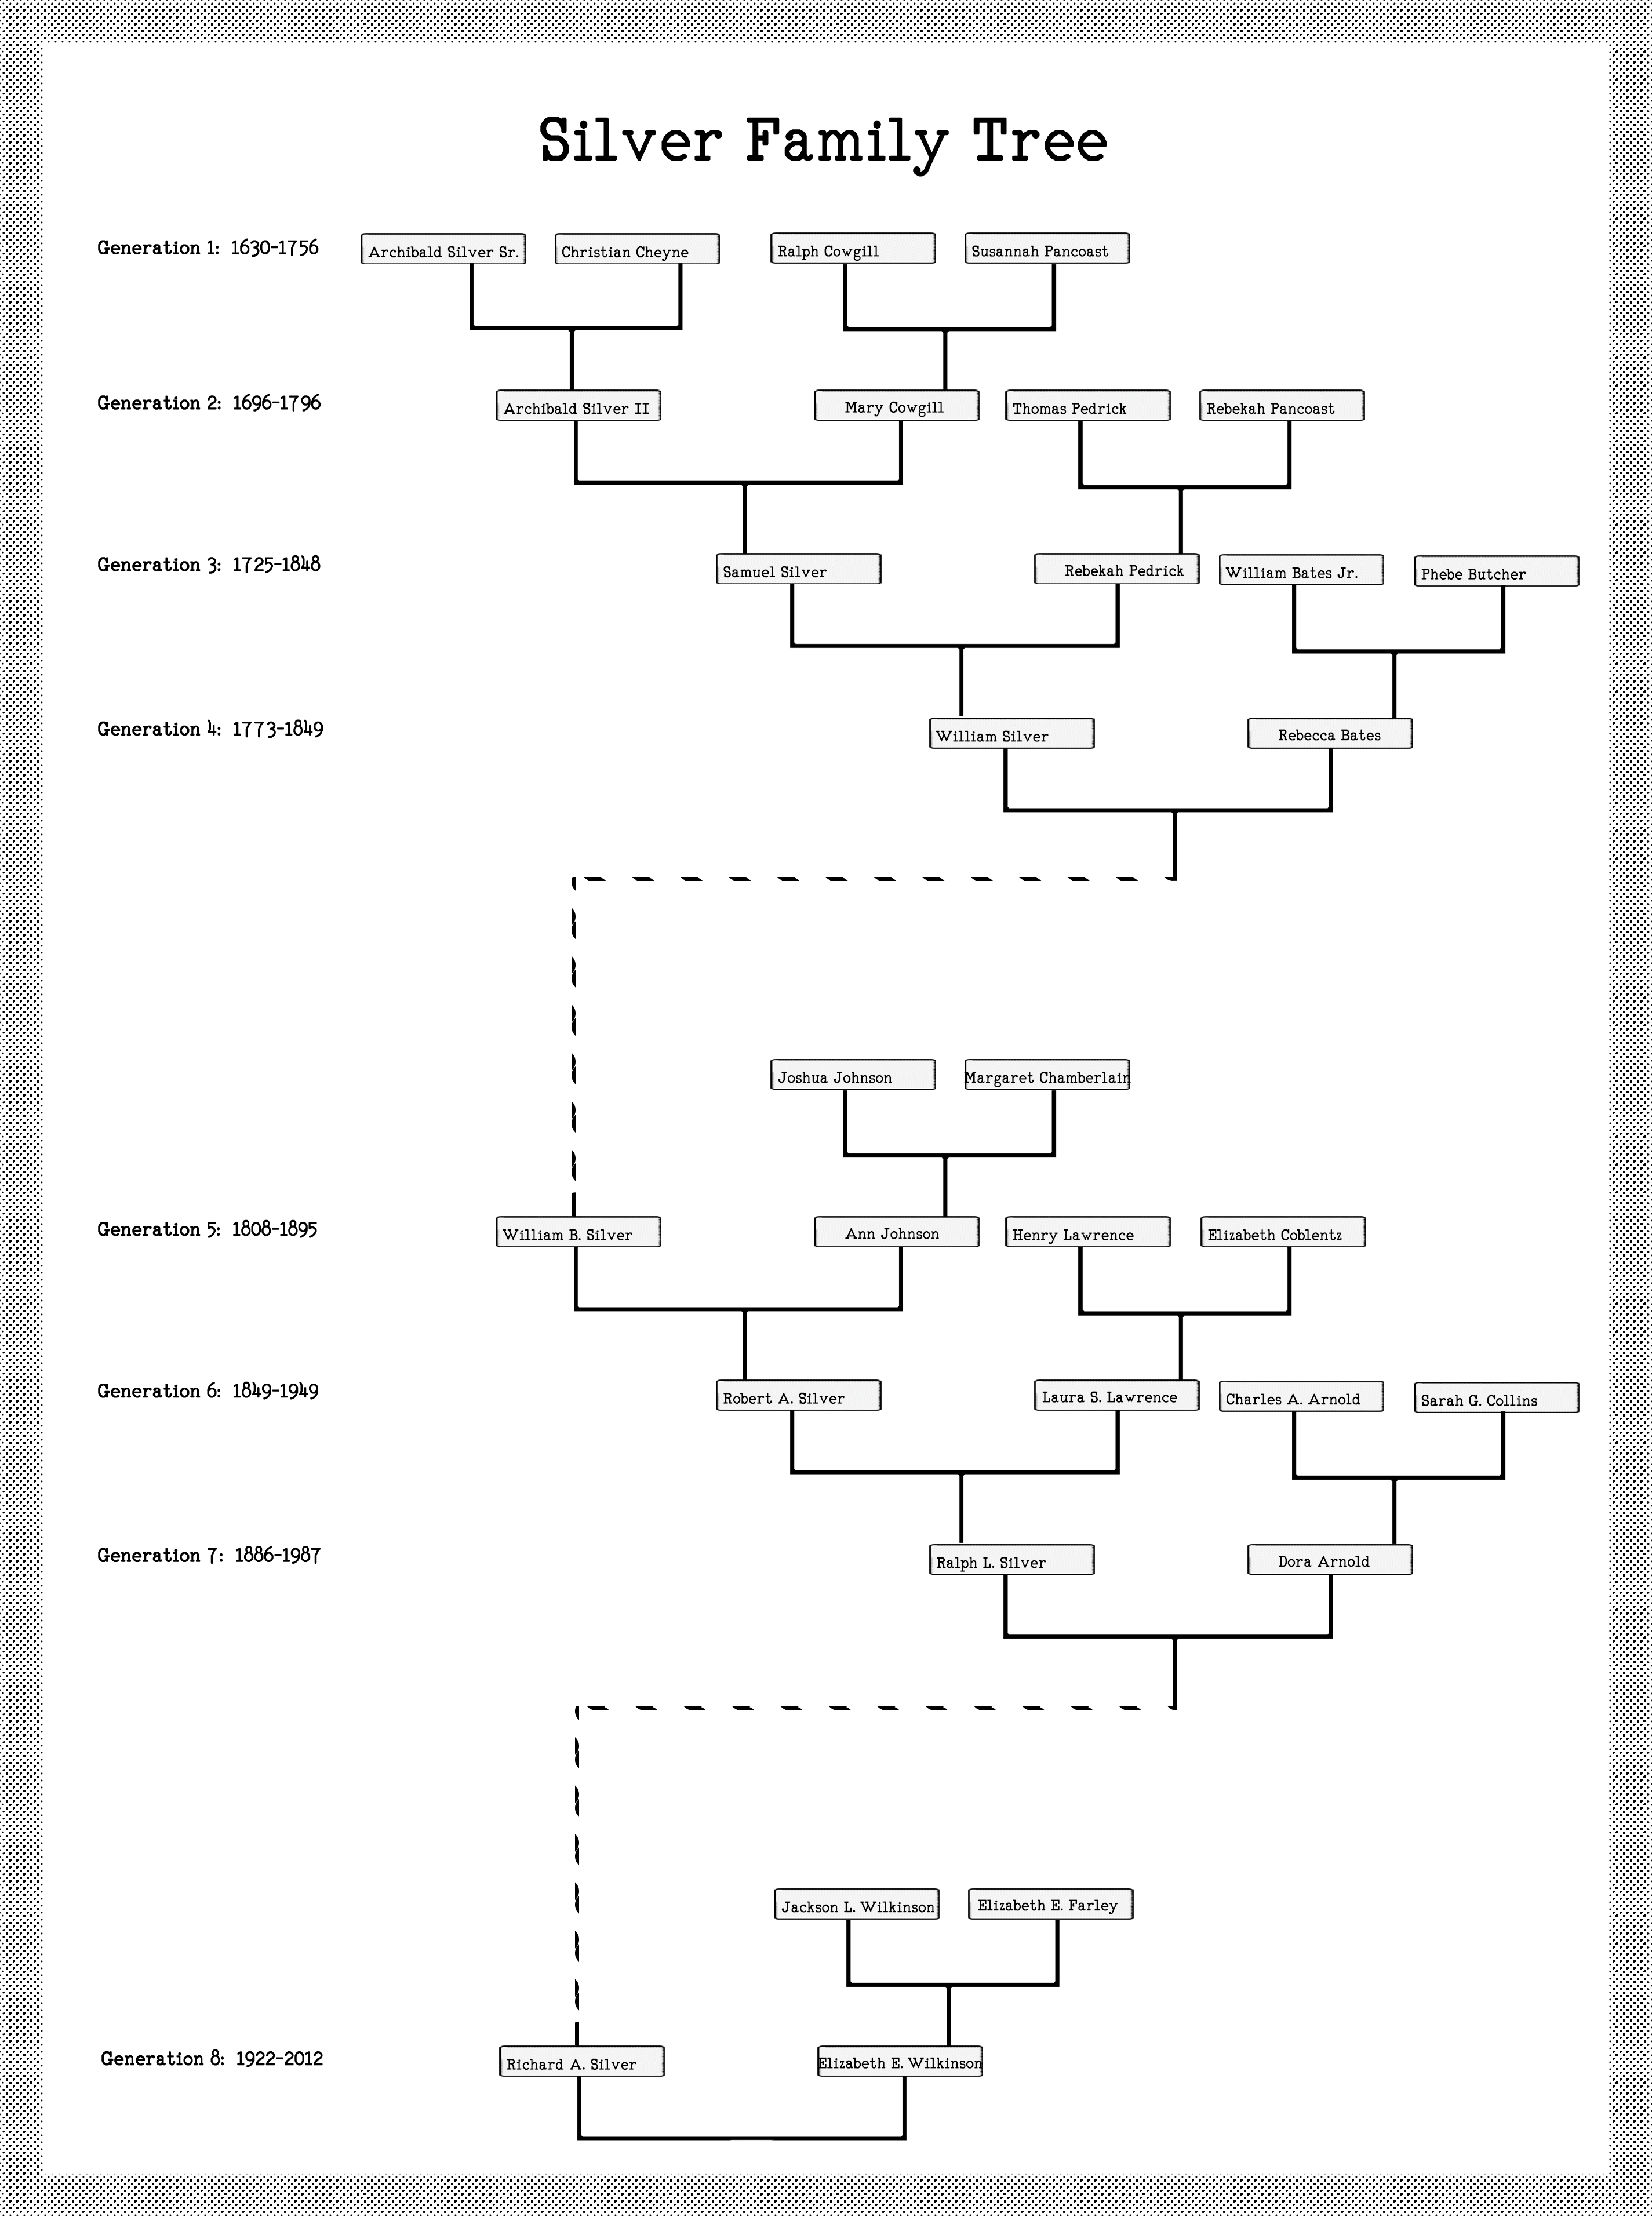 Silver Family Tree
Generation 1: 1630-1756
Archibald Silver Sr.
Christian Cheyne
Ralph Cowgill
Susannah Pancoast
Generation 2: 1696-1796
Archibald Silver II
Mary Cowgill
Thomas Pedrick
Rebekah Pancoast
Generation 3: 1725-1848
Samuel Silver
Rebekah Pedrick
William Bates Jr.
Phebe Butcher
Generation 4: 1773-1849
William Silver
Rebecca Bates
Joshua Johnson
Margaret Chamberlain
Generation 5: 1808-1895
William B. Silver
Ann Johnson
Henry Lawrence
Elizabeth Coblentz
Generation 6: 1849-1949
Robert A. Silver
Laura S. Lawrence
Charles A. Arnold
Sarah G. Collins
Generation 7: 1886-1987
Ralph L. Silver
Dora Arnold
Jackson L. Wilkinson
Elizabeth E. Farley
Generation 8: 1922-2012
Richard A. Silver
Elizabeth E. Wilkinson